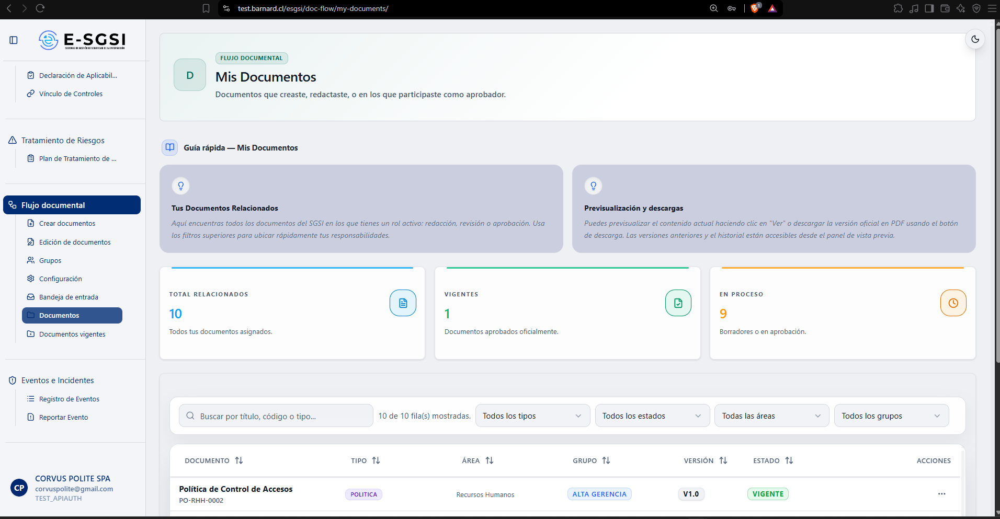 test.barnard.cl/esgsi/doc-flow/my-documents/
1
E-SGSI
SISTEMAS DE GESTIÓN DE SEGURIDAD DE LA INFORMACIÓN
Declaración de Aplicabil...
Vínculo de Controles
Tratamiento de Riesgos
Plan de Tratamiento de ...
Flujo documental
Crear documentos
Edición de documentos
Grupos
Configuración
Bandeja de entrada
Documentos
Documentos vigentes
Eventos e Incidentes
Registro de Eventos
Reportar Evento
CP
CORVUS POLITE SPA
corvuspolite@gmail.com
TEST_APIAUTH
D
FLUJO DOCUMENTAL
Mis Documentos
Documentos que creaste, redactaste, o en los que participaste como aprobador.
Guía rápida — Mis Documentos
Tus Documentos Relacionados
Aquí encuentras todos los documentos del SGSI en los que tienes un rol activo: redacción, revisión o aprobación. Usa
los filtros superiores para ubicar rápidamente tus responsabilidades.
Previsualización y descargas
Puedes previsualizar el contenido actual haciendo clic en "Ver" o descargar la versión oficial en PDF usando el botón
de descarga. Las versiones anteriores y el historial están accesibles desde el panel de vista previa.
TOTAL RELACIONADOS
10
Todos tus documentos asignados.
VIGENTES
1
Documentos aprobados oficialmente.
EN PROCESO
9
Borradores o en aprobación.
Buscar por título, código o tipo...
10 de 10 fila(s) mostradas.
Todos los tipos
Todos los estados
Todas las áreas
Todos los grupos
DOCUMENTO TIPO ÁREA GRUPO VERSIÓN ESTADO ACCIONES
Política de Control de Accesos
PO-RHH-0002
POLITICA
Recursos Humanos
ALTA GERENCIA
V1.0
VIGENTE